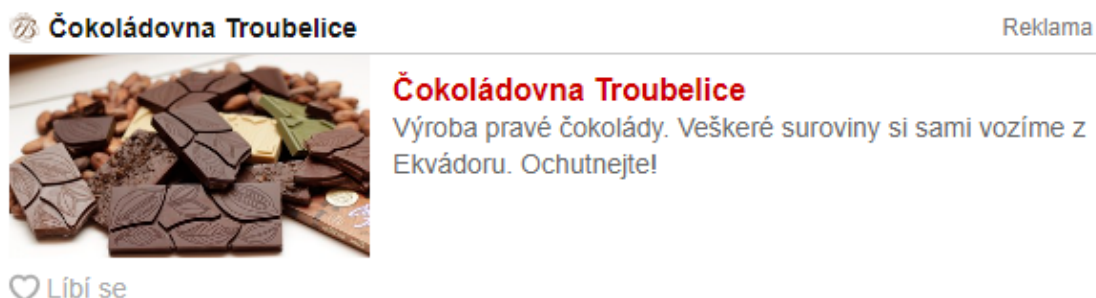 Čokoládovna Troubelice
Reklama
Čokoládovna Troubelice
Výroba pravé čokolády. Veškeré suroviny si sami vozíme z
Ekvádoru. Ochutnejte!
Líbí se